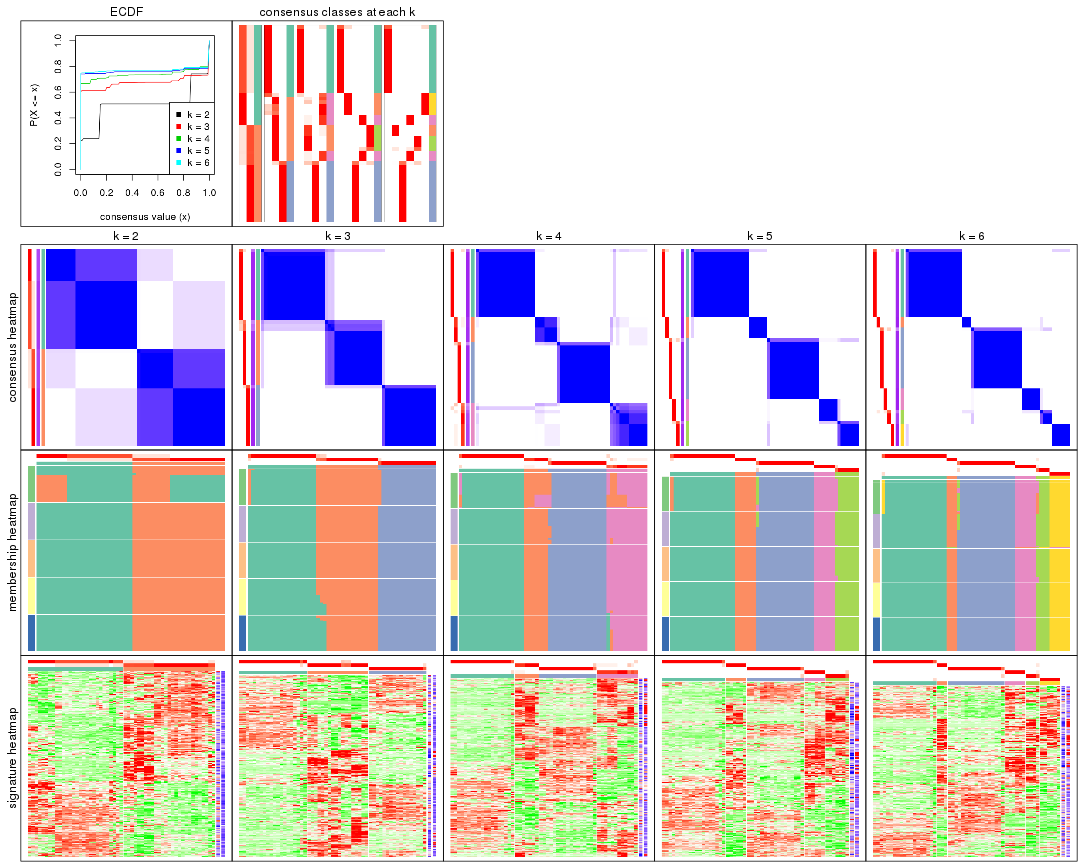 ECDF
consensus classes at each k
P(X <= x)
0.0
0.2
0.4
0.6
0.8
1.0
k = 2
k = 3
k = 4
k = 5
k = 6
0.0 0.2 0.4 0.6 0.8 1.0
consensus value (x)
k = 2
k = 3
k = 4
k = 5
k = 6
consensus heatmap
membership heatmap
signature heatmap